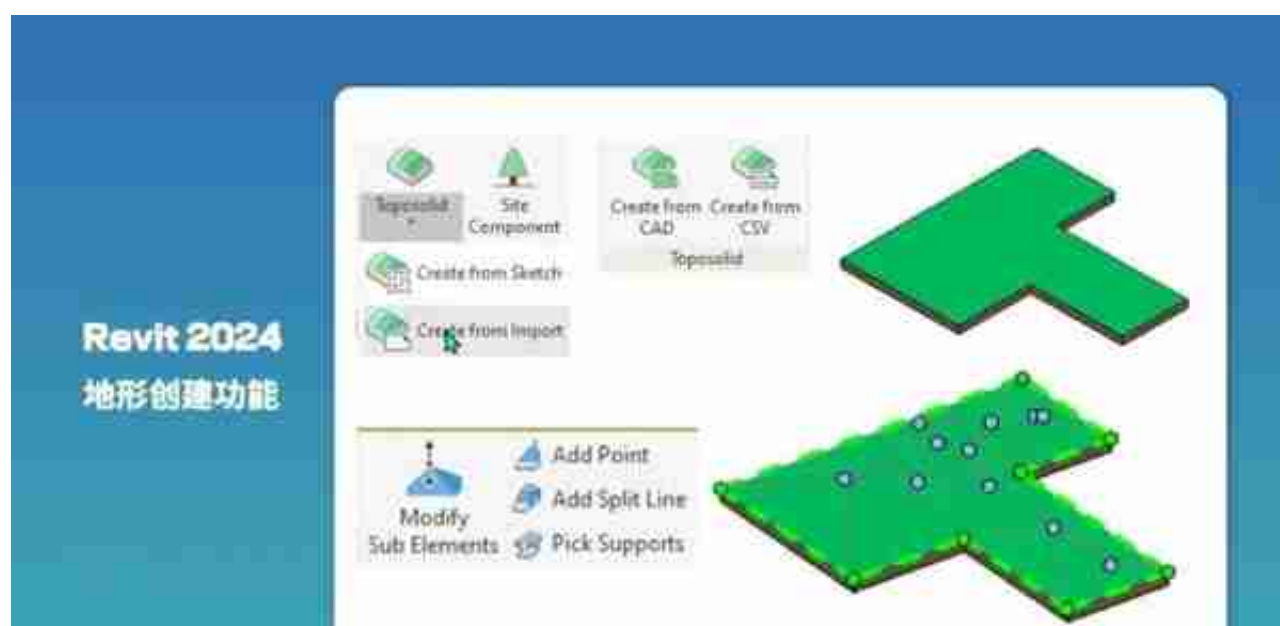 Revit 2024
地形创建功能
Toposolid
Site
Component
Create from Sketch
Create from Import
Create from
CAD
Create from
CSV
Toposolid
Modify
Sub Elements
Add Point
Add Split Line
Pick Supports